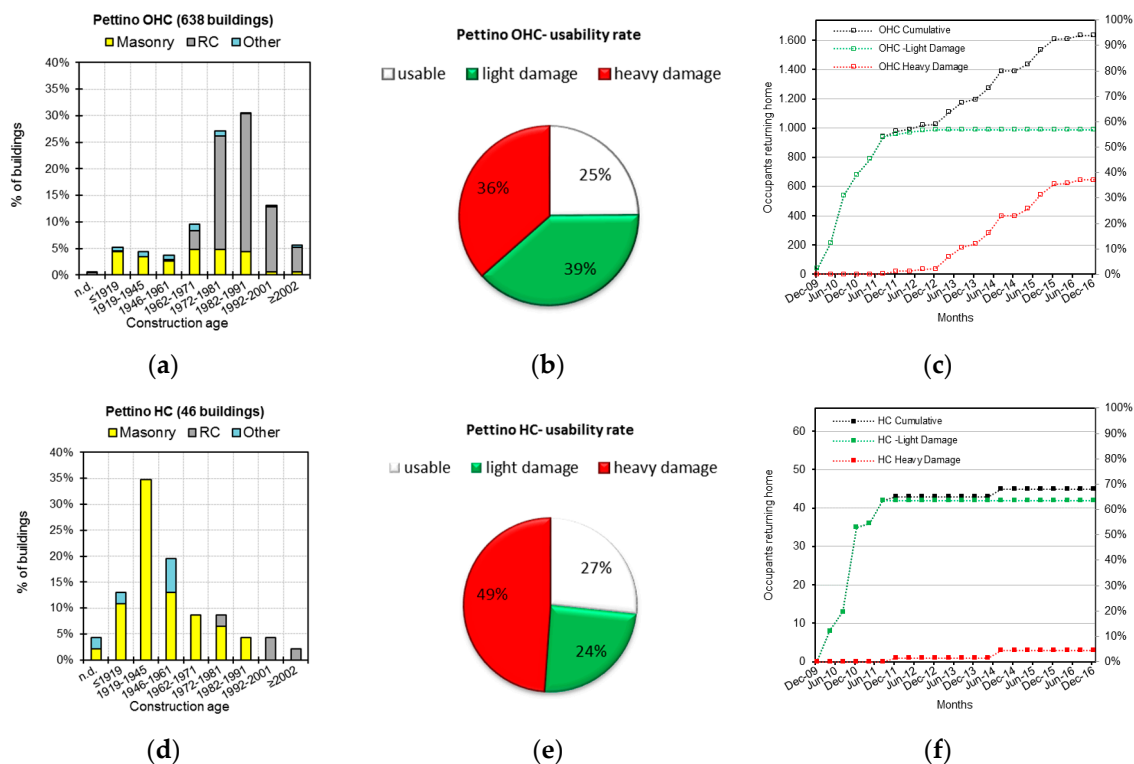 Pettino OHC (638 buildings)
Masonry RC Other
40%
35%
30%
25%
20%
15%
10%
5%
0%
% of buildings
n.d.
≤1919
1919-1945
1946-1961
1962-1971
1972-1981
1982-1991
1992-2001
≥2002
Construction age
(a)
Pettino OHC- usability rate
usable light damage heavy damage
36%
25%
39%
(b)
OHC Cumulative
OHC -Light Damage
OHC Heavy Damage
1.600
1.400
1.200
1.000
800
600
400
200
0
Occupants returning home
100%
90%
80%
70%
60%
50%
40%
30%
20%
10%
0%
Dec-09
Jun-10
Dec-10
Jun-11
Dec-11
Jun-12
Dec-12
Jun-13
Dec-13
Jun-14
Dec-14
Jun-15
Dec-15
Jun-16
Dec-16
Months
(c)
Pettino HC (46 buildings)
Masonry RC Other
40%
35%
30%
25%
20%
15%
10%
5%
0%
% of buildings
n.d.
≤1919
1919-1945
1946-1961
1962-1971
1972-1981
1982-1991
1992-2001
≥2002
Construction age
(d)
Pettino HC- usability rate
usable light damage heavy damage
49%
27%
24%
(e)
HC Cumulative
HC -Light Damage
HC Heavy Damage
60
50
40
30
20
10
0
Occupants returning home
100%
90%
80%
70%
60%
50%
40%
30%
20%
10%
0%
Dec-09
Jun-10
Dec-10
Jun-11
Dec-11
Jun-12
Dec-12
Jun-13
Dec-13
Jun-14
Dec-14
Jun-15
Dec-15
Jun-16
Dec-16
Months
(f)